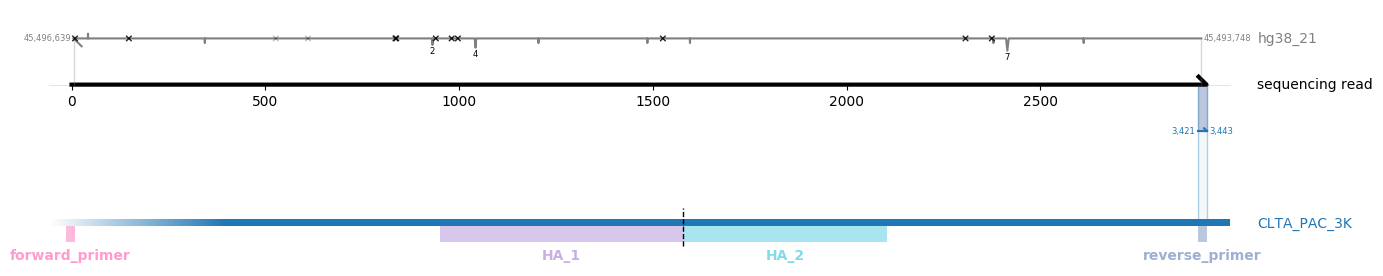 45,496,639 45,493,748 hg38_21
2 4 7
sequencing read
0 500 1000 1500 2000 2500
3,421 3,443
CLTA_PAC_3K
forward_primer HA_1 HA_2 reverse_primer